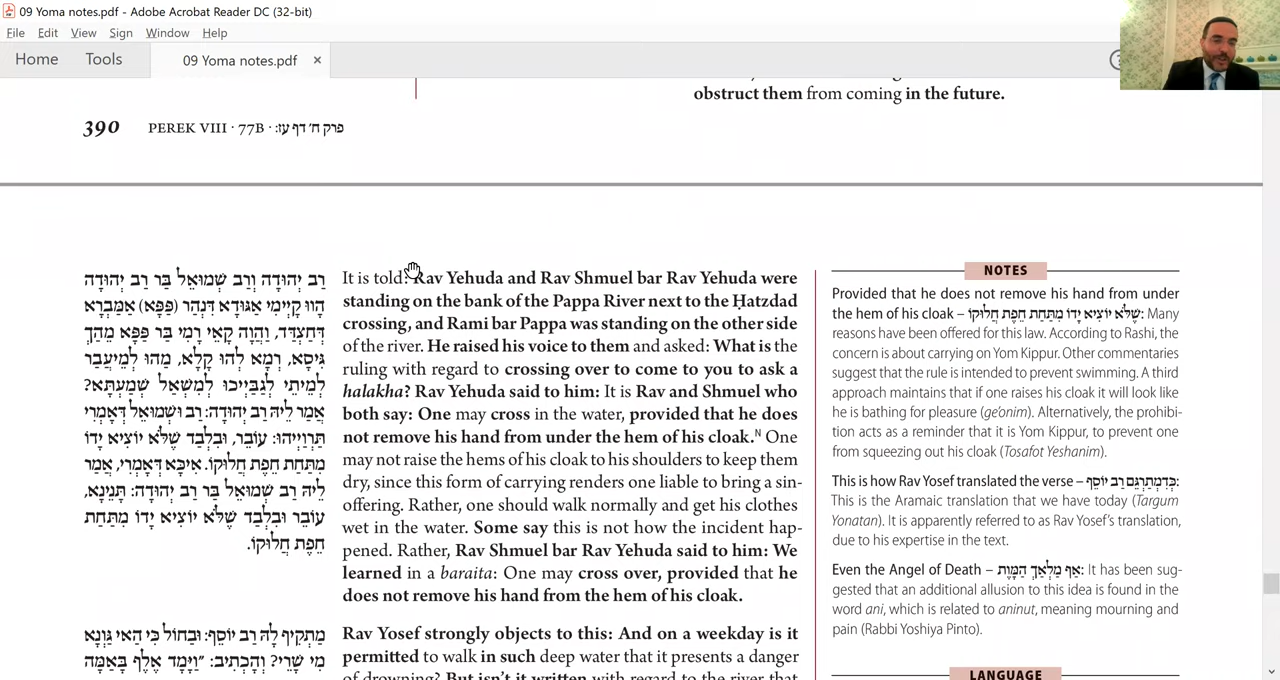 09 Yoma notes.pdf - Adobe Acrobat Reader DC (32-bit)
File Edit View Sign Window Help
Home Tools 09 Yoma notes.pdf ×
obstruct them from coming in the future.
390 PEREK VIII · 77B · פרק ח׳ דף עז:
רַב יְהוּדָה וְרַב שְׁמוּאֵל בַּר רַב יְהוּדָה
הֲווֹ קָיְימִי אַגּוּדָּא דִּנְהַר (פַּפָּא) אַמַּבְרָא
דְּחַצְדַּד, וַהֲוָה קָאֵי רָמִי בַּר פַּפָּא מֵהַךְ
גִּיסָא, רְמָא לְהוּ קָלָא, מַהוּ לְמֵיעֲבַר
לְמֵיתֵי לְגַבַּיְיכוּ לְמִשְׁאַל שְׁמַעְתָּא?
אֲמַר לֵיהּ רַב יְהוּדָה: רַב וּשְׁמוּאֵל דְּאָמְרִי
תַּרְוַיְיהוּ: עוֹבֵר, וּבִלְבַד שֶׁלֹּא יוֹצִיא יָדוֹ
מִתַּחַת חֵפֶת חֲלוּקוֹ. אִיכָּא דְּאָמְרִי, אֲמַר
לֵיהּ רַב שְׁמוּאֵל בַּר רַב יְהוּדָה: תְּנֵינָא,
עוֹבֵר וּבִלְבַד שֶׁלֹּא יוֹצִיא יָדוֹ מִתַּחַת
חֵפֶת חֲלוּקוֹ.
מַתְקֵיף לָהּ רַב יוֹסֵף: וּבְחוֹל כִּי הַאי גַּוְונָא
מִי שְׁרֵי? וְהָכְתִיב: ״וַיָּמׇד אֶלֶף בָּאַמָּה
It is told: Rav Yehuda and Rav Shmuel bar Rav Yehuda were
standing on the bank of the Pappa River next to the Ḥatzdad
crossing, and Rami bar Pappa was standing on the other side
of the river. He raised his voice to them and asked: What is the
ruling with regard to crossing over to come to you to ask a
halakha? Rav Yehuda said to him: It is Rav and Shmuel who
both say: One may cross in the water, provided that he does
not remove his hand from under the hem of his cloak.N One
may not raise the hems of his cloak to his shoulders to keep them
dry, since this form of carrying renders one liable to bring a sin-
offering. Rather, one should walk normally and get his clothes
wet in the water. Some say this is not how the incident hap-
pened. Rather, Rav Shmuel bar Rav Yehuda said to him: We
learned in a baraita: One may cross over, provided that he
does not remove his hand from the hem of his cloak.
Rav Yosef strongly objects to this: And on a weekday is it
permitted to walk in such deep water that it presents a danger
of drowning? But isn't it written with regard to the river that
NOTES
Provided that he does not remove his hand from under
the hem of his cloak – שֶׁלֹּא יוֹצִיא יָדוֹ מִתַּחַת חֵפֶת חֲלוּקוֹ: Many
reasons have been offered for this law. According to Rashi, the
concern is about carrying on Yom Kippur. Other commentaries
suggest that the rule is intended to prevent swimming. A third
approach maintains that if one raises his cloak it will look like
he is bathing for pleasure (ge'onim). Alternatively, the prohibi-
tion acts as a reminder that it is Yom Kippur, to prevent one
from squeezing out his cloak (Tosafot Yeshanim).
This is how Rav Yosef translated the verse – כְּדִמְתַרְגֵּם רַב יוֹסֵף:
This is the Aramaic translation that we have today (Targum
Yonatan). It is apparently referred to as Rav Yosef's translation,
due to his expertise in the text.
Even the Angel of Death – אַף מַלְאַךְ הַמָּוֶת: It has been sug-
gested that an additional allusion to this idea is found in the
word ani, which is related to aninut, meaning mourning and
pain (Rabbi Yoshiya Pinto).
LANGUAGE